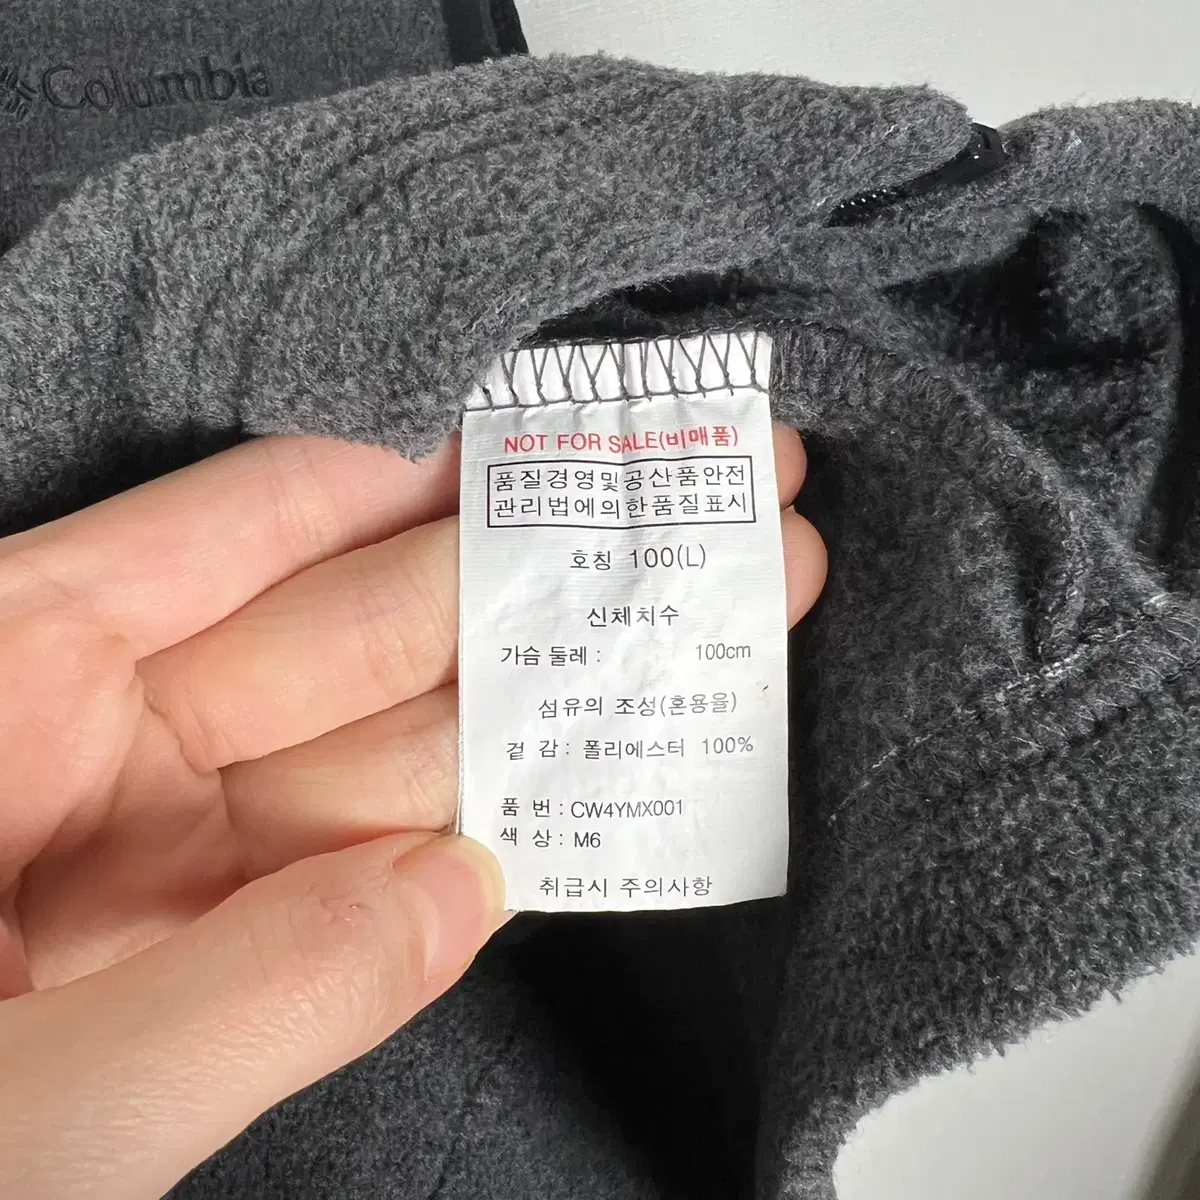 Columbia
NOT FOR SALE(비매품)
품질경영및공산품안전
관리법에의한품질표시
호칭 100(L)
신체치수
가슴 둘레 : 100cm
섬유의 조성(혼용율)
겉 감 : 폴리에스터 100%
품 번 : CW4YMX001
색 상 : M6
취급시 주의사항